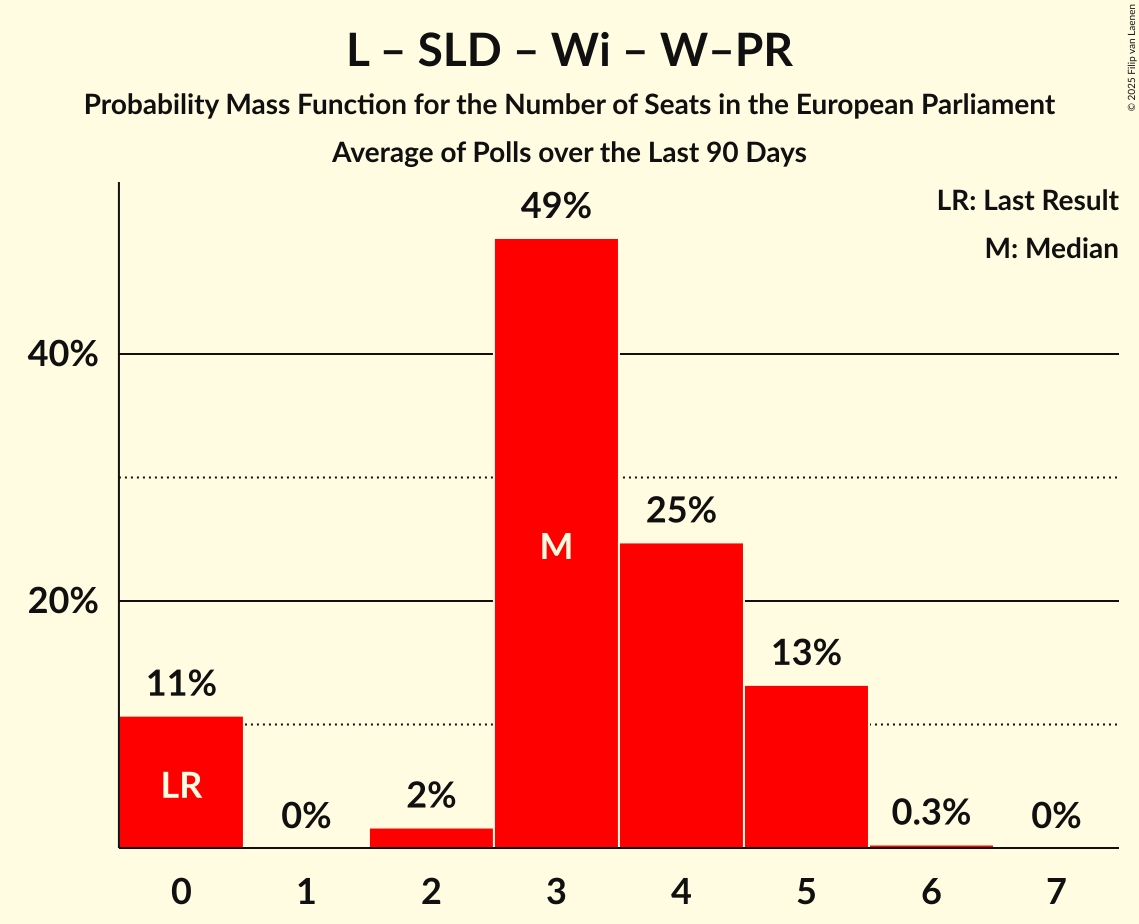 L – SLD – Wi – W–PR
Probability Mass Function for the Number of Seats in the European Parliament
Average of Polls over the Last 90 Days
© 2025 Filip van Laenen
LR: Last Result
M: Median
49%
40%
25%
M
20%
13%
11%
LR
0%
2%
0.3%
0%
0 1 2 3 4 5 6 7